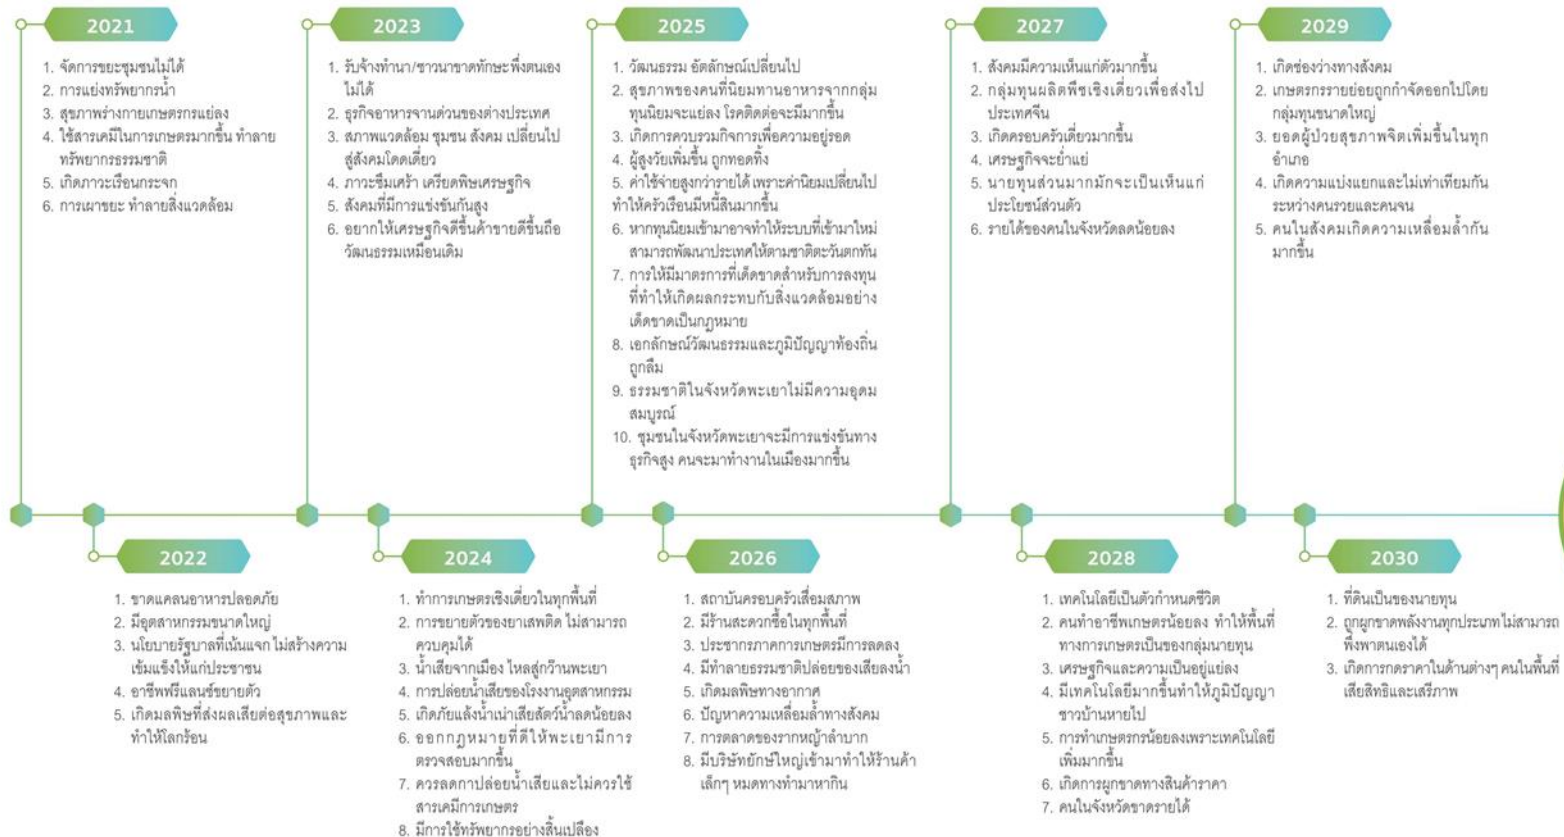 2021
1. จัดการขยะชุมชนไม่ได้
2. การแย่งทรัพยากรน้ำ
3. สุขภาพร่างกายเกษตรกรแย่ลง
4. ใช้สารเคมีในการเกษตรมากขึ้น ทำลาย
ทรัพยากรธรรมชาติ
5. เกิดภาวะเรือนกระจก
6. การเผาขยะ ทำลายสิ่งแวดล้อม
2023
1. รับจ้างทำนา/ชาวนาขาดทักษะพึ่งตนเอง
ไม่ได้
2. ธุรกิจอาหารจานด่วนของต่างประเทศ
3. สภาพแวดล้อม ชุมชน สังคม เปลี่ยนไป
สู่สังคมโดดเดี่ยว
4. ภาวะซึมเศร้า เครียดพิษเศรษฐกิจ
5. สังคมที่มีการแข่งขันกันสูง
6. อยากให้เศรษฐกิจดีขึ้นค้าขายดีขึ้นถือ
วัฒนธรรมเหมือนเดิม
2025
1. วัฒนธรรม อัตลักษณ์เปลี่ยนไป
2. สุขภาพของคนที่นิยมทานอาหารจากกลุ่ม
ทุนนิยมจะแย่ลง โรคติดต่อจะมีมากขึ้น
3. เกิดการควบรวมกิจการเพื่อความอยู่รอด
4. ผู้สูงวัยเพิ่มขึ้น ถูกทอดทิ้ง
5. ค่าใช้จ่ายสูงกว่ารายได้ เพราะค่านิยมเปลี่ยนไป
ทำให้ครัวเรือนมีหนี้สินมากขึ้น
6. หากทุนนิยมเข้ามาอาจทำให้ระบบที่เข้ามาใหม่
สามารถพัฒนาประเทศให้ตามชาติตะวันตกทัน
7. การให้มีมาตรการที่เด็ดขาดสำหรับการลงทุน
ที่ทำให้เกิดผลกระทบกับสิ่งแวดล้อมอย่าง
เด็ดขาดเป็นกฎหมาย
8. เอกลักษณ์วัฒนธรรมและภูมิปัญญาท้องถิ่น
ถูกลืม
9. ธรรมชาติในจังหวัดพะเยาไม่มีความอุดม
สมบูรณ์
10. ชุมชนในจังหวัดพะเยาจะมีการแข่งขันทาง
ธุรกิจสูง คนจะมาทำงานในเมืองมากขึ้น
2027
1. สังคมมีความเห็นแก่ตัวมากขึ้น
2. กลุ่มทุนผลิตพืชเชิงเดี่ยวเพื่อส่งไป
ประเทศจีน
3. เกิดครอบครัวเดี่ยวมากขึ้น
4. เศรษฐกิจจะย่ำแย่
5. นายทุนส่วนมากมักจะเป็นเห็นแก่
ประโยชน์ส่วนตัว
6. รายได้ของคนในจังหวัดลดน้อยลง
2029
1. เกิดช่องว่างทางสังคม
2. เกษตรกรรายย่อยถูกกำจัดออกไปโดย
กลุ่มทุนขนาดใหญ่
3. ยอดผู้ป่วยสุขภาพจิตเพิ่มขึ้นในทุก
อำเภอ
4. เกิดความแบ่งแยกและไม่เท่าเทียมกัน
ระหว่างคนรวยและคนจน
5. คนในสังคมเกิดความเหลื่อมล้ำกัน
มากขึ้น
2022
1. ขาดแคลนอาหารปลอดภัย
2. มีอุตสาหกรรมขนาดใหญ่
3. นโยบายรัฐบาลที่เน้นแจก ไม่สร้างความ
เข้มแข็งให้แก่ประชาชน
4. อาชีพฟรีแลนซ์ขยายตัว
5. เกิดมลพิษที่ส่งผลเสียต่อสุขภาพและ
ทำให้โลกร้อน
2024
1. ทำการเกษตรเชิงเดี่ยวในทุกพื้นที่
2. การขยายตัวของยาเสพติด ไม่สามารถ
ควบคุมได้
3. น้ำเสียจากเมือง ไหลสู่กว๊านพะเยา
4. การปล่อยน้ำเสียของโรงงานอุตสาหกรรม
5. เกิดภัยแล้งน้ำเน่าเสียสัตว์น้ำลดน้อยลง
6. ออกกฎหมายที่ดีให้พะเยามีการ
ตรวจสอบมากขึ้น
7. ควรลดกาปล่อยน้ำเสียและไม่ควรใช้
สารเคมีการเกษตร
8. มีการใช้ทรัพยากรอย่างสิ้นเปลือง
2026
1. สถาบันครอบครัวเสื่อมสภาพ
2. มีร้านสะดวกซื้อในทุกพื้นที่
3. ประชากรภาคการเกษตรมีการลดลง
4. มีทำลายธรรมชาติปล่อยของเสียลงน้ำ
5. เกิดมลพิษทางอากาศ
6. ปัญหาความเหลื่อมล้ำทางสังคม
7. การตลาดของรากหญ้าลำบาก
8. มีบริษัทยักษ์ใหญ่เข้ามาทำให้ร้านค้า
เล็กๆ หมดทางทำมาหากิน
2028
1. เทคโนโลยีเป็นตัวกำหนดชีวิต
2. คนทำอาชีพเกษตรน้อยลง ทำให้พื้นที่
ทางการเกษตรเป็นของกลุ่มนายทุน
3. เศรษฐกิจและความเป็นอยู่แย่ลง
4. มีเทคโนโลยีมากขึ้นทำให้ภูมิปัญญา
ชาวบ้านหายไป
5. การทำเกษตรกรน้อยลงเพราะเทคโนโลยี
เพิ่มมากขึ้น
6. เกิดการผูกขาดทางสินค้าราคา
7. คนในจังหวัดขาดรายได้
2030
1. ที่ดินเป็นของนายทุน
2. ถูกผูกขาดพลังงานทุกประเภทไม่สามารถ
พึ่งพาตนเองได้
3. เกิดการกดราคาในด้านต่างๆ คนในพื้นที่
เสียสิทธิและเสรีภาพ